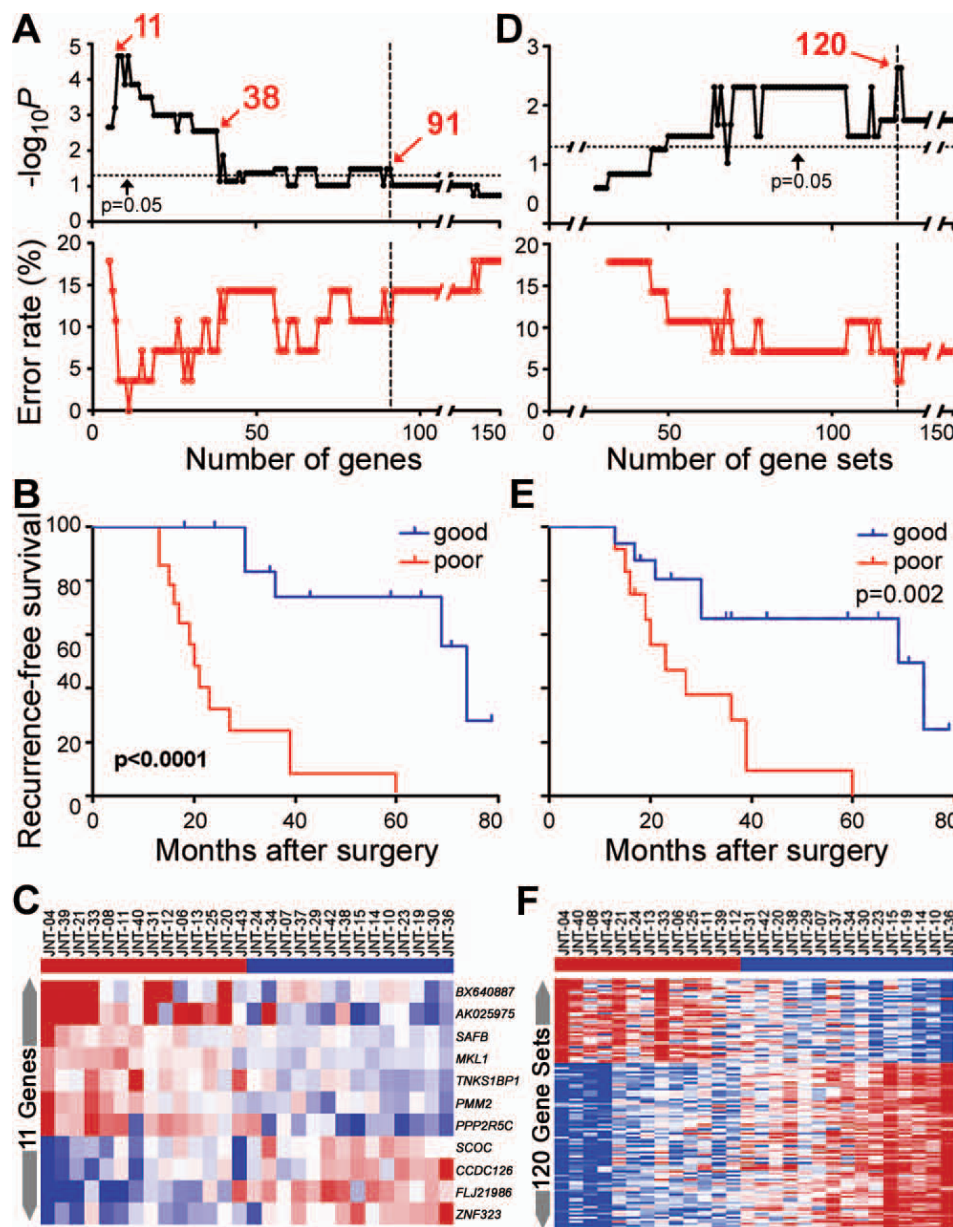 A
11
38
91
-log10P
5
4
3
2
1
0
p=0.05
Error rate (%)
20
15
10
5
0
0
50
100
150
Number of genes
D
120
3
2
1
0
p=0.05
0
50
100
150
Number of gene sets
B
Recurrence-free survival
100
80
60
40
20
0
good
poor
p<0.0001
0
20
40
60
80
Months after surgery
E
good
poor
p=0.002
0
20
40
60
80
Months after surgery
C
JNT-04
JNT-39
JNT-21
JNT-33
JNT-08
JNT-11
JNT-40
JNT-31
JNT-12
JNT-06
JNT-13
JNT-25
JNT-20
JNT-43
JNT-24
JNT-34
JNT-07
JNT-37
JNT-29
JNT-42
JNT-38
JNT-15
JNT-14
JNT-10
JNT-23
JNT-19
JNT-30
JNT-36
11 Genes
BX640887
AK025975
SAFB
MKL1
TNKS1BP1
PMM2
PPP2R5C
SCOC
CCDC126
FLJ21986
ZNF323
F
JNT-04
JNT-40
JNT-08
JNT-43
JNT-21
JNT-24
JNT-13
JNT-33
JNT-06
JNT-25
JNT-11
JNT-39
JNT-12
JNT-31
JNT-42
JNT-20
JNT-38
JNT-29
JNT-07
JNT-37
JNT-34
JNT-30
JNT-23
JNT-15
JNT-19
JNT-14
JNT-10
JNT-36
120 Gene Sets